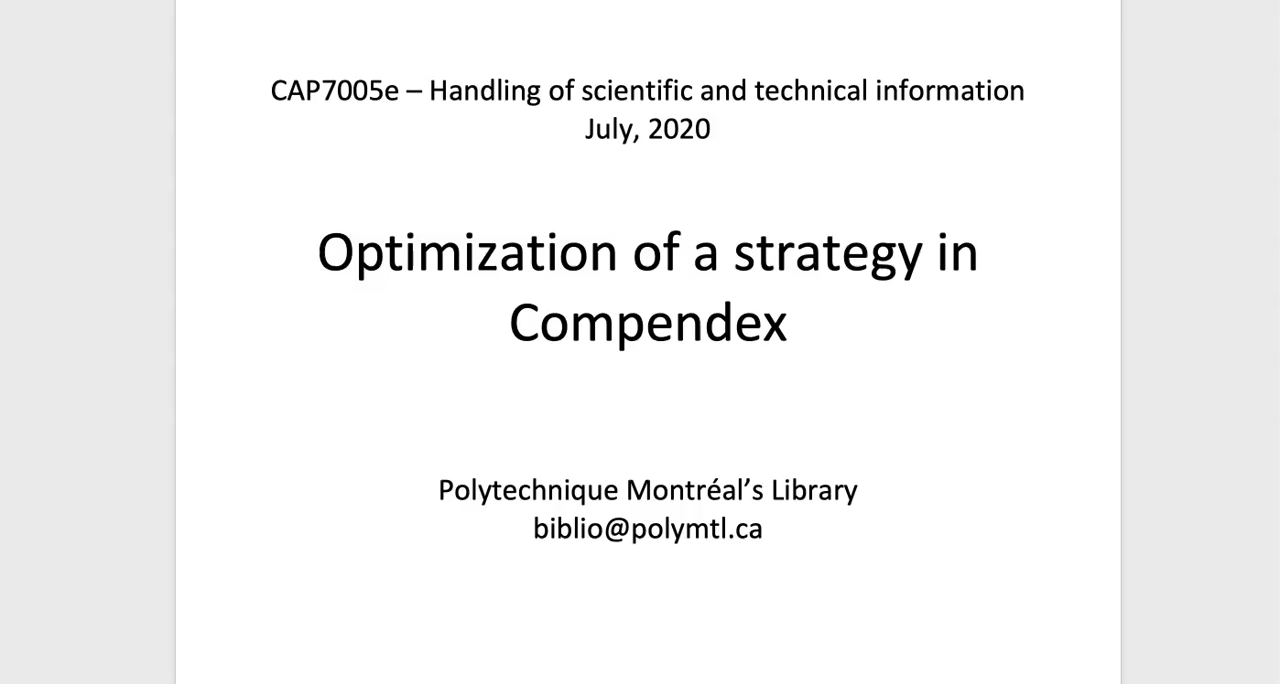 CAP7005e – Handling of scientific and technical information
July, 2020
Optimization of a strategy in
Compendex
Polytechnique Montréal’s Library
biblio@polymtl.ca